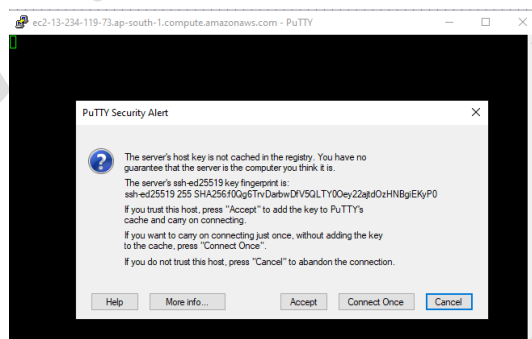 ec2-13-234-119-73.ap-south-1.compute.amazonaws.com - PuTTY
PuTTY Security Alert
The server's host key is not cached in the registry. You have no
guarantee that the server is the computer you think it is.
The server's ssh-ed25519 key fingerprint is:
ssh-ed25519 255 SHA256:f0Qg6TrvDarbwDfV5QLTY0Oey22ajtdOzHNBgiEKyP0
If you trust this host, press "Accept" to add the key to PuTTY's
cache and carry on connecting.
If you want to carry on connecting just once, without adding the key
to the cache, press "Connect Once".
If you do not trust this host, press "Cancel" to abandon the connection.
Help More info... Accept Connect Once Cancel